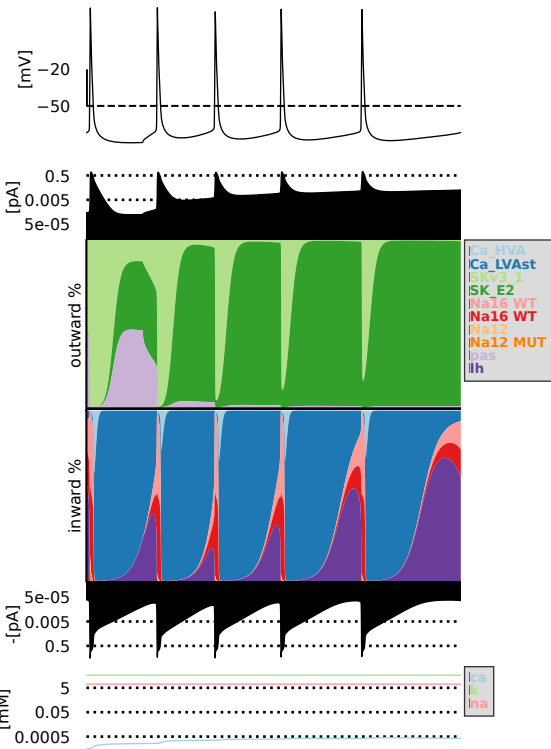 [mV]
−20
−50
[pA]
0.5
0.005
5e-05
outward %
Ca_HVA
Ca_LVAst
SKv3_1
SK_E2
Na16 WT
Na16 WT
Na12
Na12 MUT
pas
Ih
inward %
-[pA]
5e-05
0.005
0.5
[mM]
5
0.05
0.0005
ca
k
na